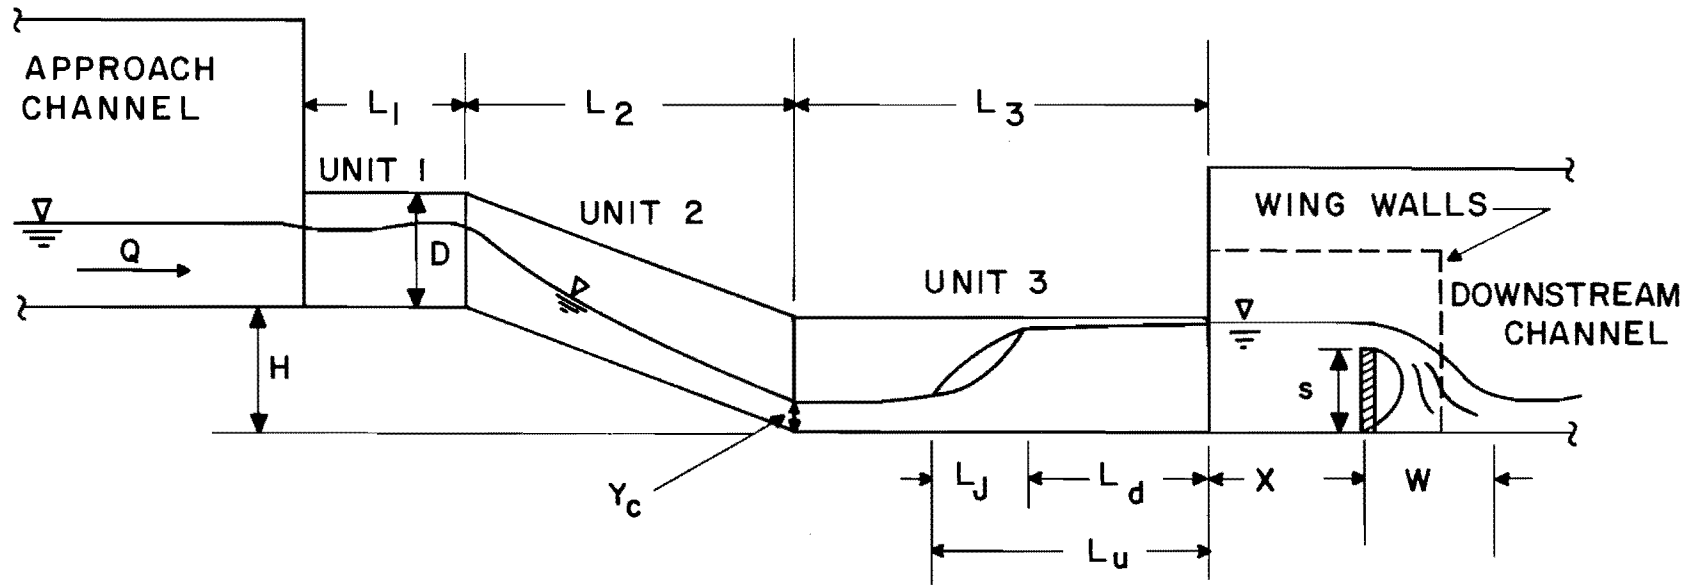 APPROACH
CHANNEL
L1
L2
L3
UNIT 1
UNIT 2
WING WALLS
Q
D
UNIT 3
DOWNSTREAM
CHANNEL
H
s
Yc
LJ
Ld
X
W
Lu